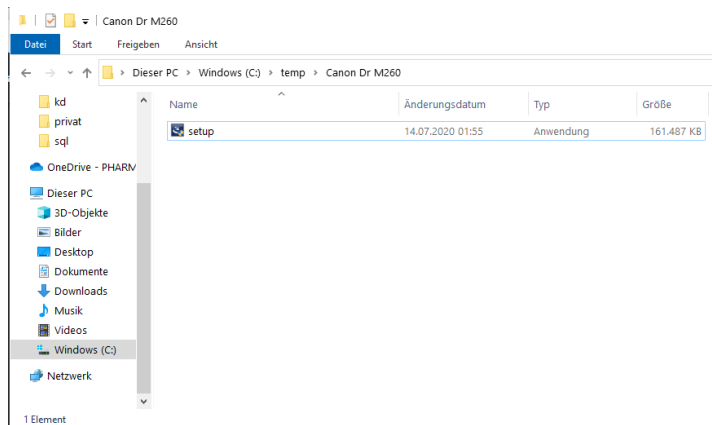 Canon Dr M260
Datei Start Freigeben Ansicht
Dieser PC > Windows (C:) > temp > Canon Dr M260
kd
privat
sql
OneDrive - PHARM
Dieser PC
3D-Objekte
Bilder
Desktop
Dokumente
Downloads
Musik
Videos
Windows (C:)
Netzwerk
Name Änderungsdatum Typ Größe
setup 14.07.2020 01:55 Anwendung 161.487 KB
1 Element